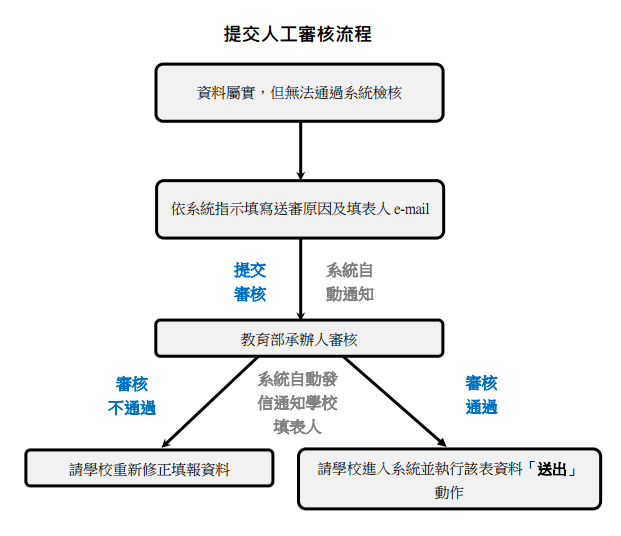 提交人工審核流程
資料屬實，但無法通過系統檢核
依系統指示填寫送審原因及填表人 e-mail
提交
審核
系統自
動通知
教育部承辦人審核
審核
不通過
系統自動發
信通知學校
填表人
審核
通過
請學校重新修正填報資料
請學校進入系統並執行該表資料「送出」
動作